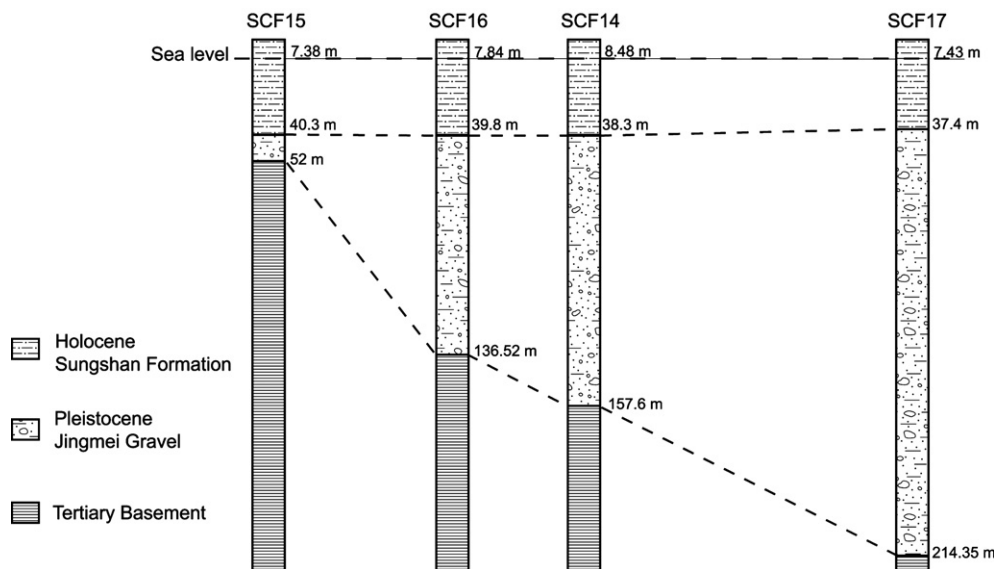 SCF15
SCF16
SCF14
SCF17
Sea level
7.38 m
7.84 m
8.48 m
7.43 m
40.3 m
39.8 m
38.3 m
37.4 m
52 m
136.52 m
157.6 m
214.35 m
Holocene
Sungshan Formation
Pleistocene
Jingmei Gravel
Tertiary Basement